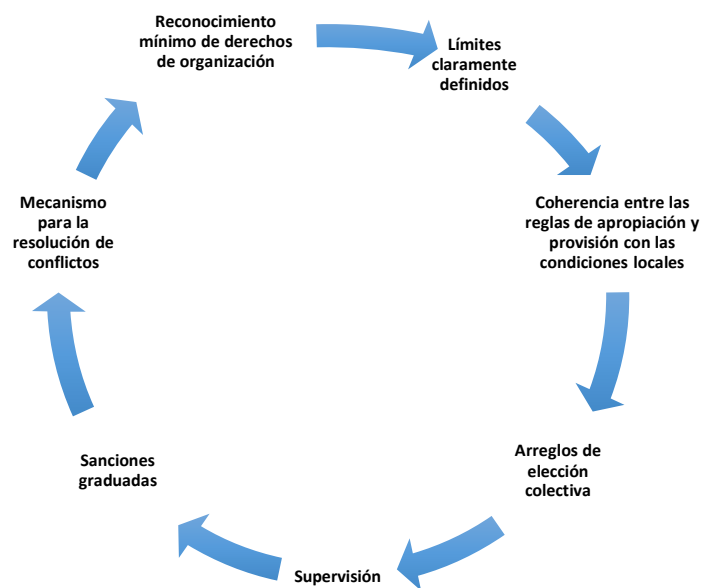 Reconocimiento
mínimo de derechos
de organización
Límites
claramente
definidos
Coherencia entre las
reglas de apropiación y
provisión con las
condiciones locales
Arreglos de
elección
colectiva
Supervisión
Sanciones
graduadas
Mecanismo
para la
resolución de
conflictos